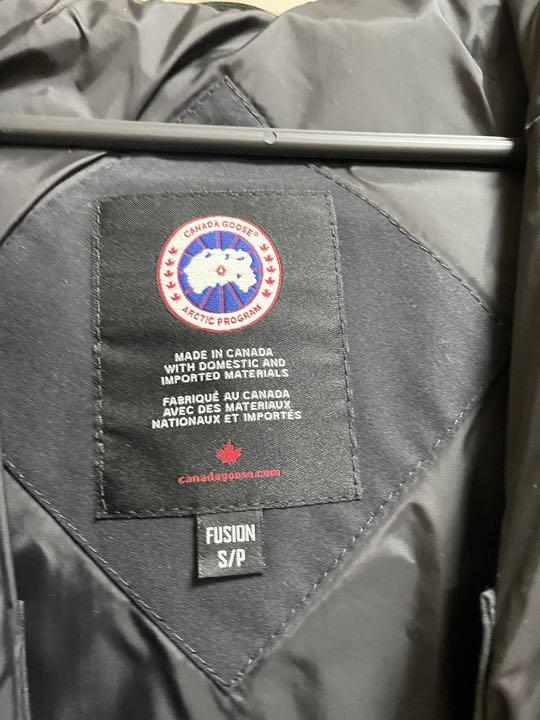 CANADA GOOSE®
ARCTIC PROGRAM
MADE IN CANADA
WITH DOMESTIC AND
IMPORTED MATERIALS
FABRIQUÉ AU CANADA
AVEC DES MATERIAUX
NATIONAUX ET IMPORTÉS
canadagoose.com
FUSION
S/P